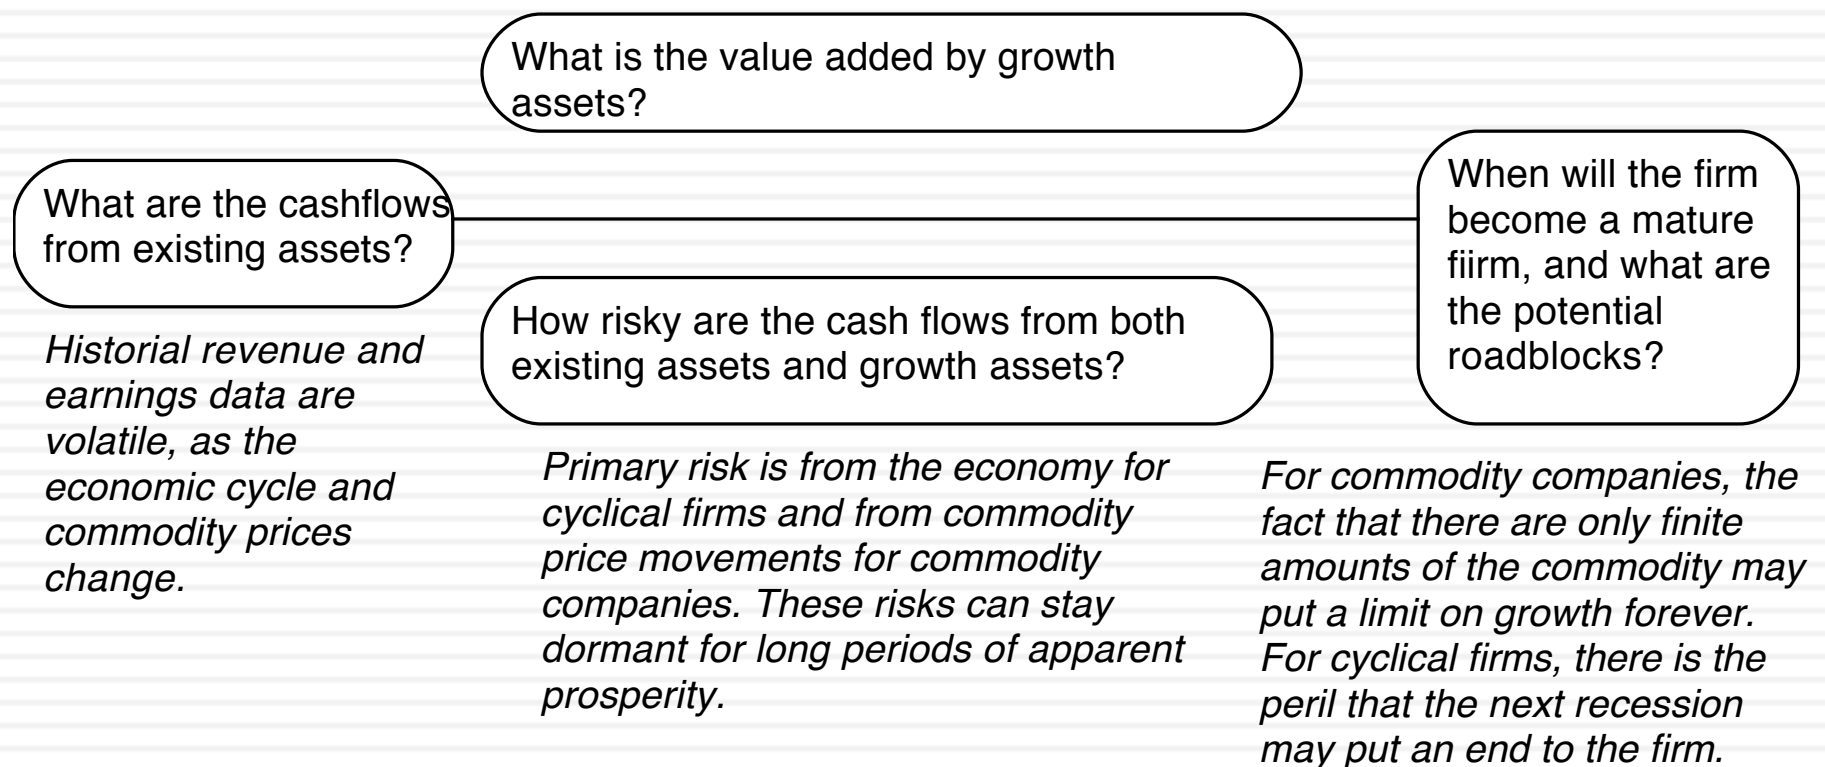 What is the value added by growth
assets?
What are the cashflows
from existing assets?
When will the firm
become a mature
fiirm, and what are
the potential
roadblocks?
How risky are the cash flows from both
existing assets and growth assets?
Historial revenue and
earnings data are
volatile, as the
economic cycle and
commodity prices
change.
Primary risk is from the economy for
cyclical firms and from commodity
price movements for commodity
companies. These risks can stay
dormant for long periods of apparent
prosperity.
For commodity companies, the
fact that there are only finite
amounts of the commodity may
put a limit on growth forever.
For cyclical firms, there is the
peril that the next recession
may put an end to the firm.